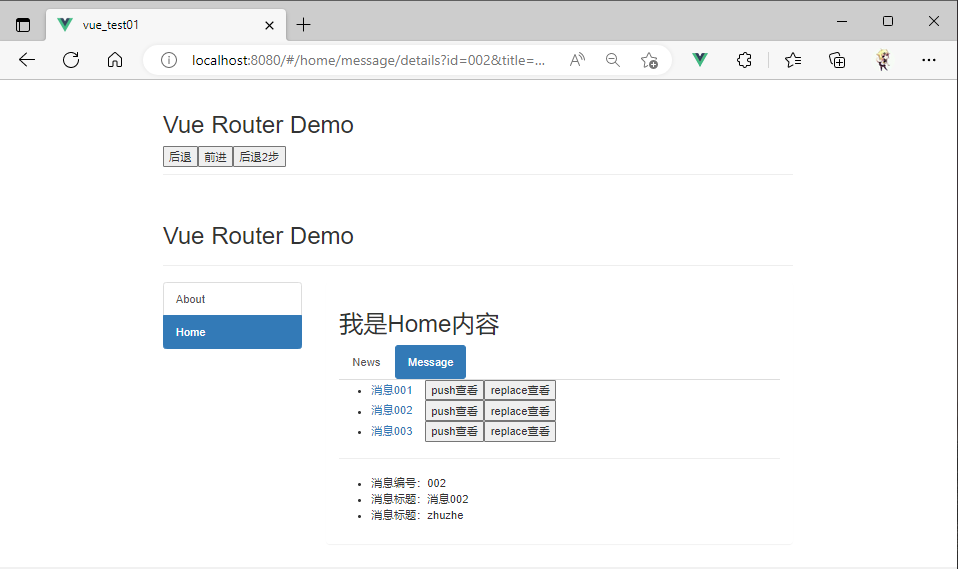 vue_test01
localhost:8080/#/home/message/details?id=002&title=...
Vue Router Demo
后退 前进 后退2步
Vue Router Demo
About
Home
我是Home内容
News Message
消息001 push查看 replace查看
消息002 push查看 replace查看
消息003 push查看 replace查看
消息编号：002
消息标题：消息002
消息标题：zhuzhe